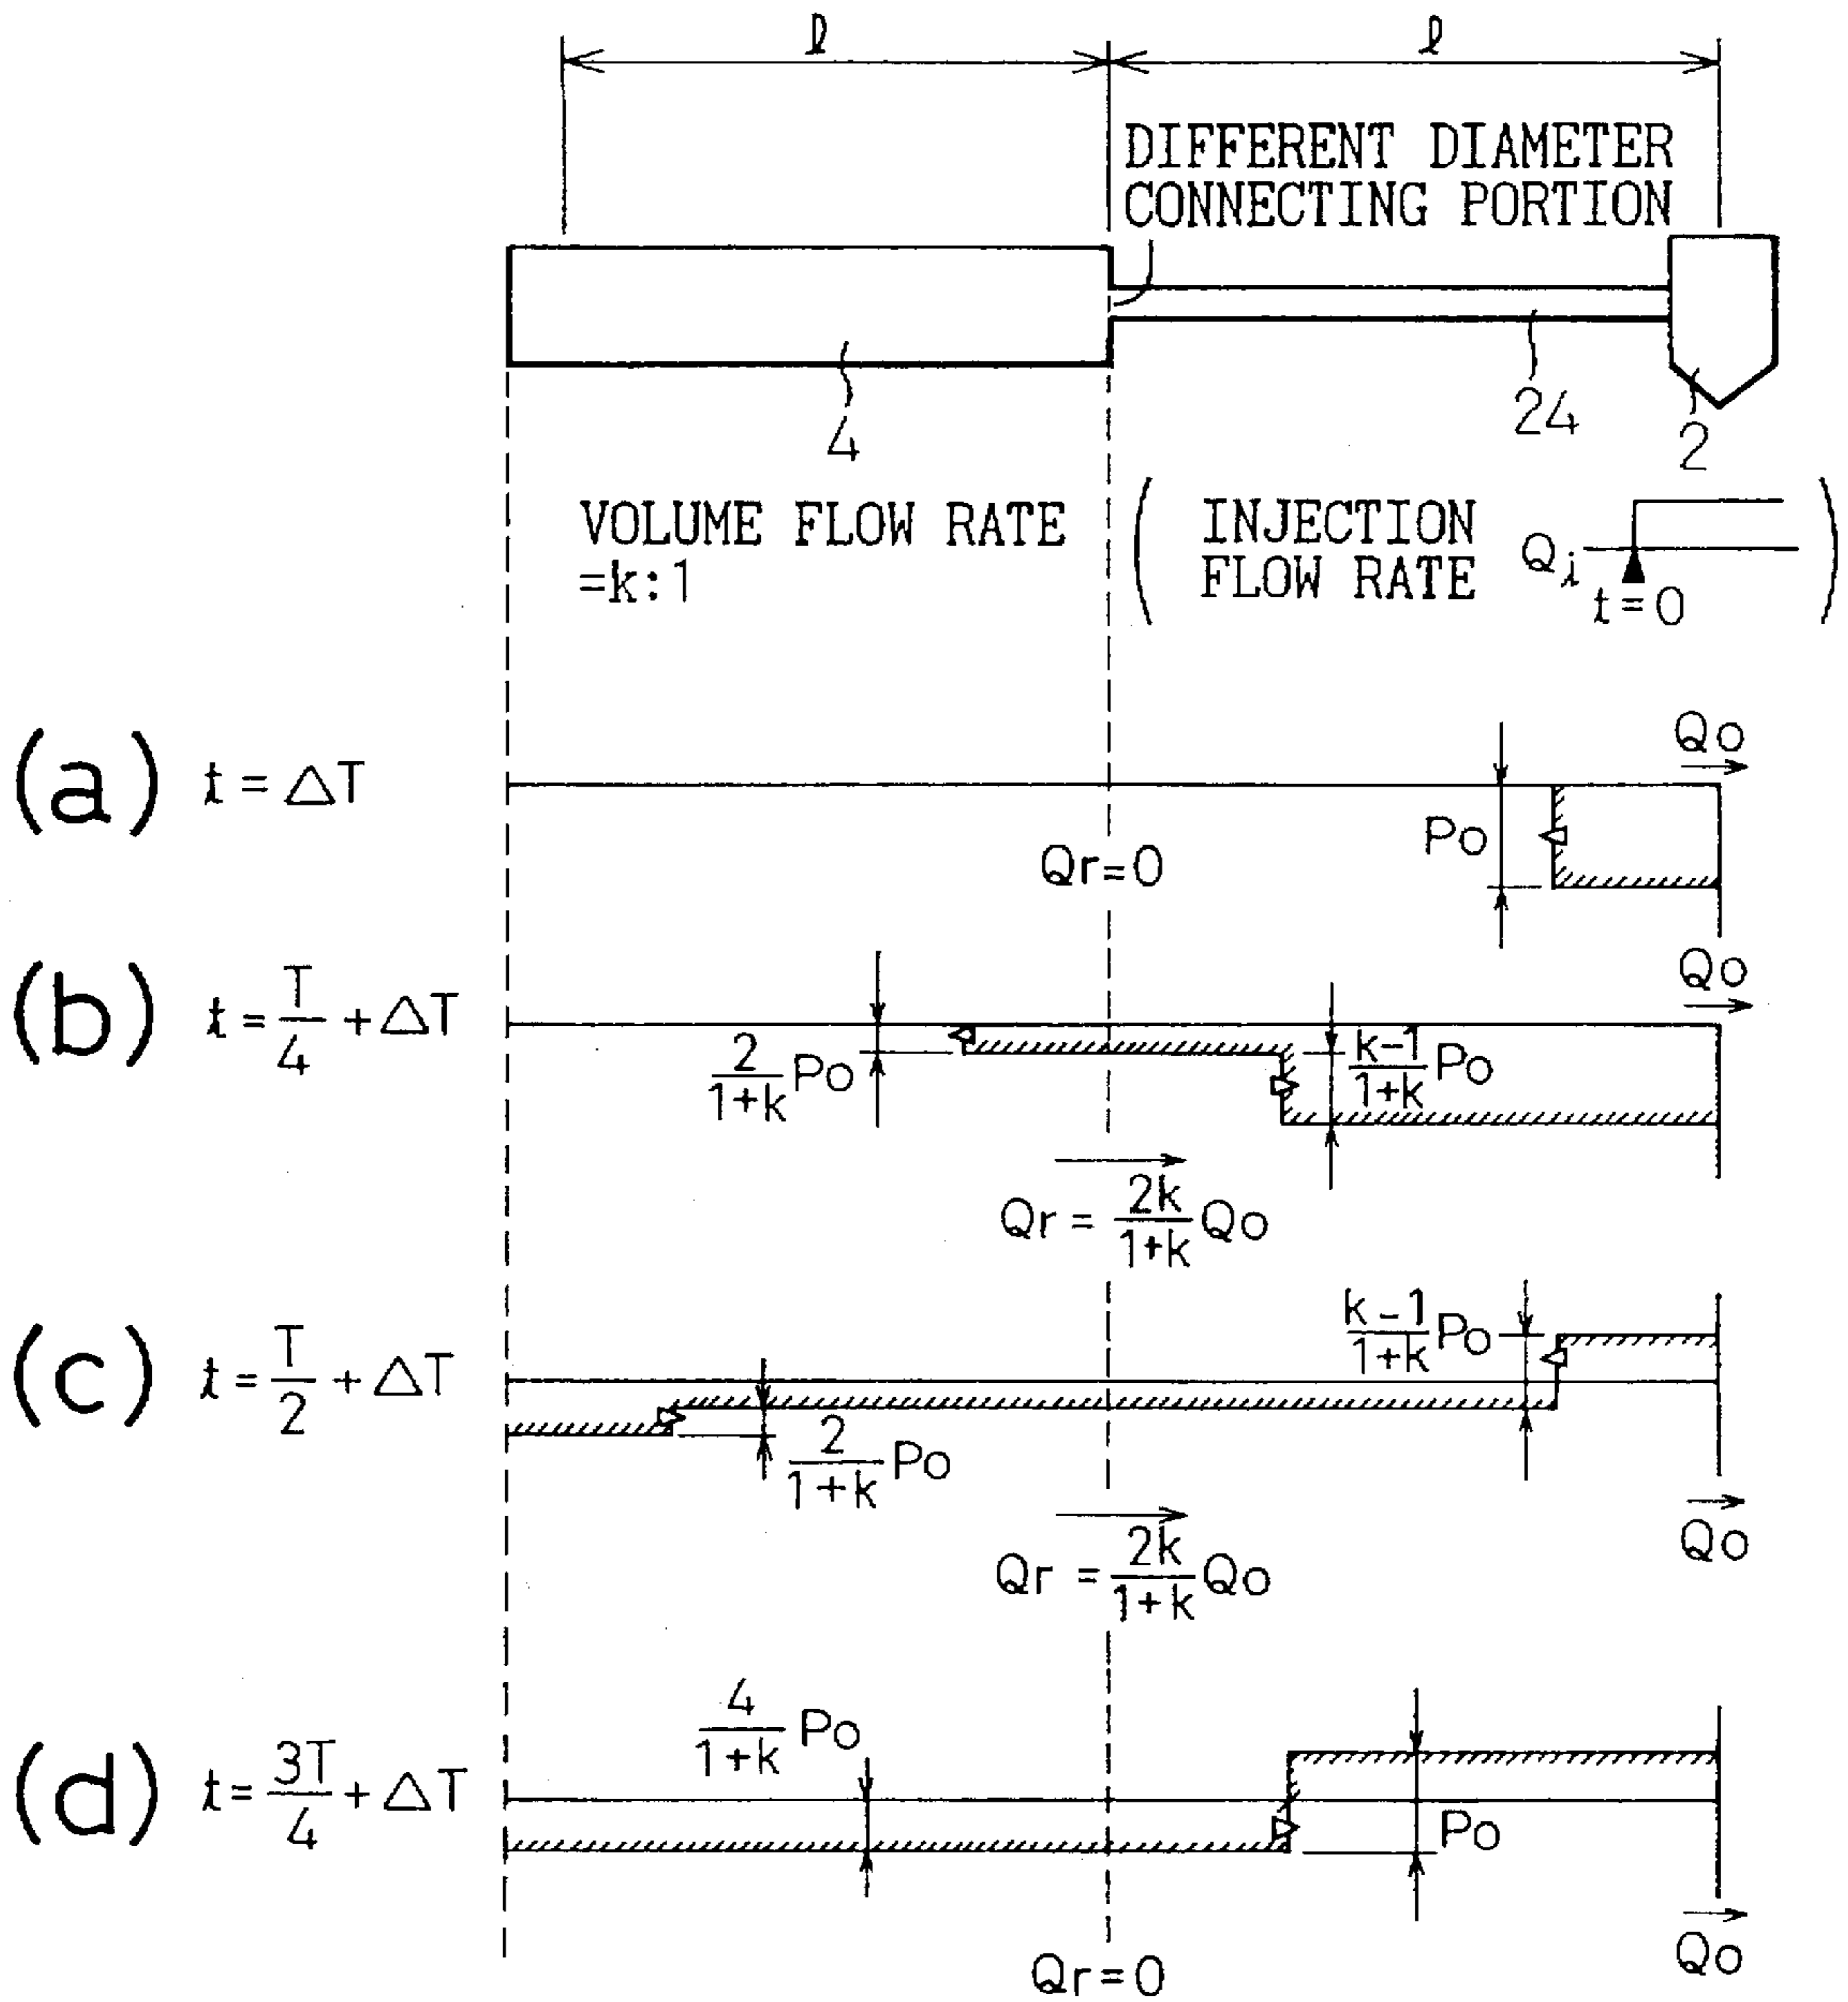 l l
DIFFERENT DIAMETER
CONNECTING PORTION
4
24
2
VOLUME FLOW RATE
=k:1
( INJECTION
FLOW RATE Qi )
t=0
(a) t = ΔT
Qo
Po
Qr=0
(b) t = T/4 + ΔT
Qo
2/1+k Po
k-1/1+k Po
Qr = 2k/1+k Qo
(c) t = T/2 + ΔT
k-1/1+k Po
2/1+k Po
Qr = 2k/1+k Qo
Qo
(d) t = 3T/4 + ΔT
4/1+k Po
Po
Qr=0
Qo